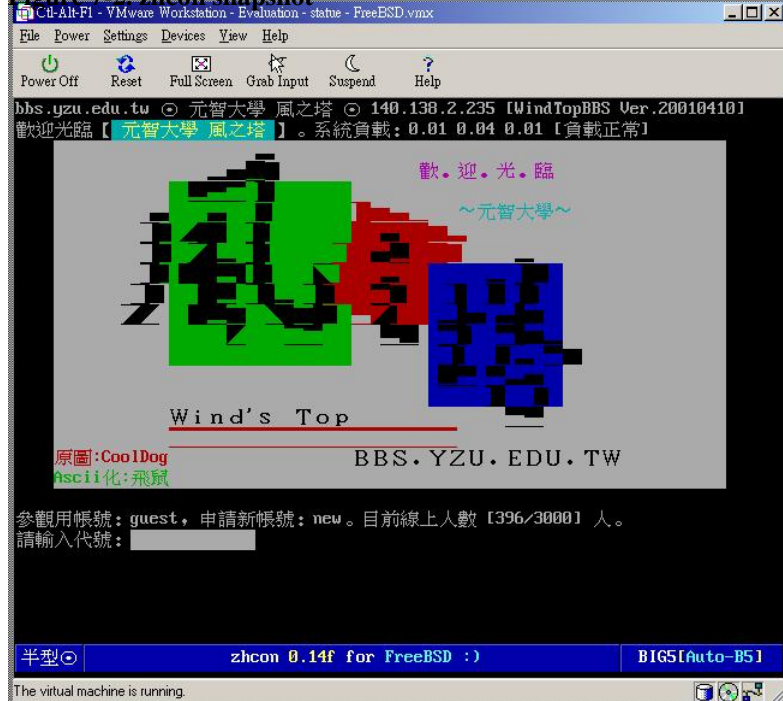 Ctl-Alt-F1 - VMware Workstation - Evaluation - statue - FreeBSD.vmx
File Power Settings Devices View Help
Power Off Reset Full Screen Grab Input Suspend Help
bbs.yzu.edu.tw ⊙ 元智大學 風之塔 ⊙ 140.138.2.235 [WindTopBBS Ver.20010410]
歡迎光臨【 元智大學 風之塔 】。系統負載：0.01 0.04 0.01 [負載正常]
歡．迎．光．臨
～元智大學～
風之塔
Wind's Top
BBS．YZU．EDU．TW
原圖:CoolDog
Ascii化:飛鼠
參觀用帳號：guest，申請新帳號：new。目前線上人數 [396/3000] 人。
請輸入代號：
半型⊙ zhcon 0.14f for FreeBSD :) BIG5[Auto-B5]
The virtual machine is running.